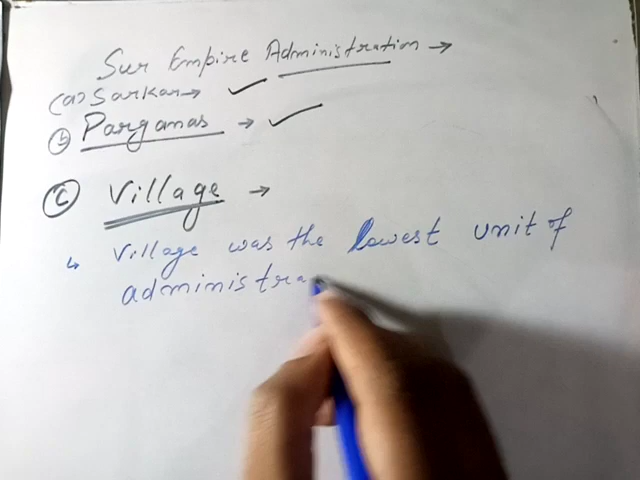 Sur Empire Administration →
(a) Sarkar → ✓
(b) Parganas → ✓
(c) Village →
↳ Village was the lowest unit of
administra